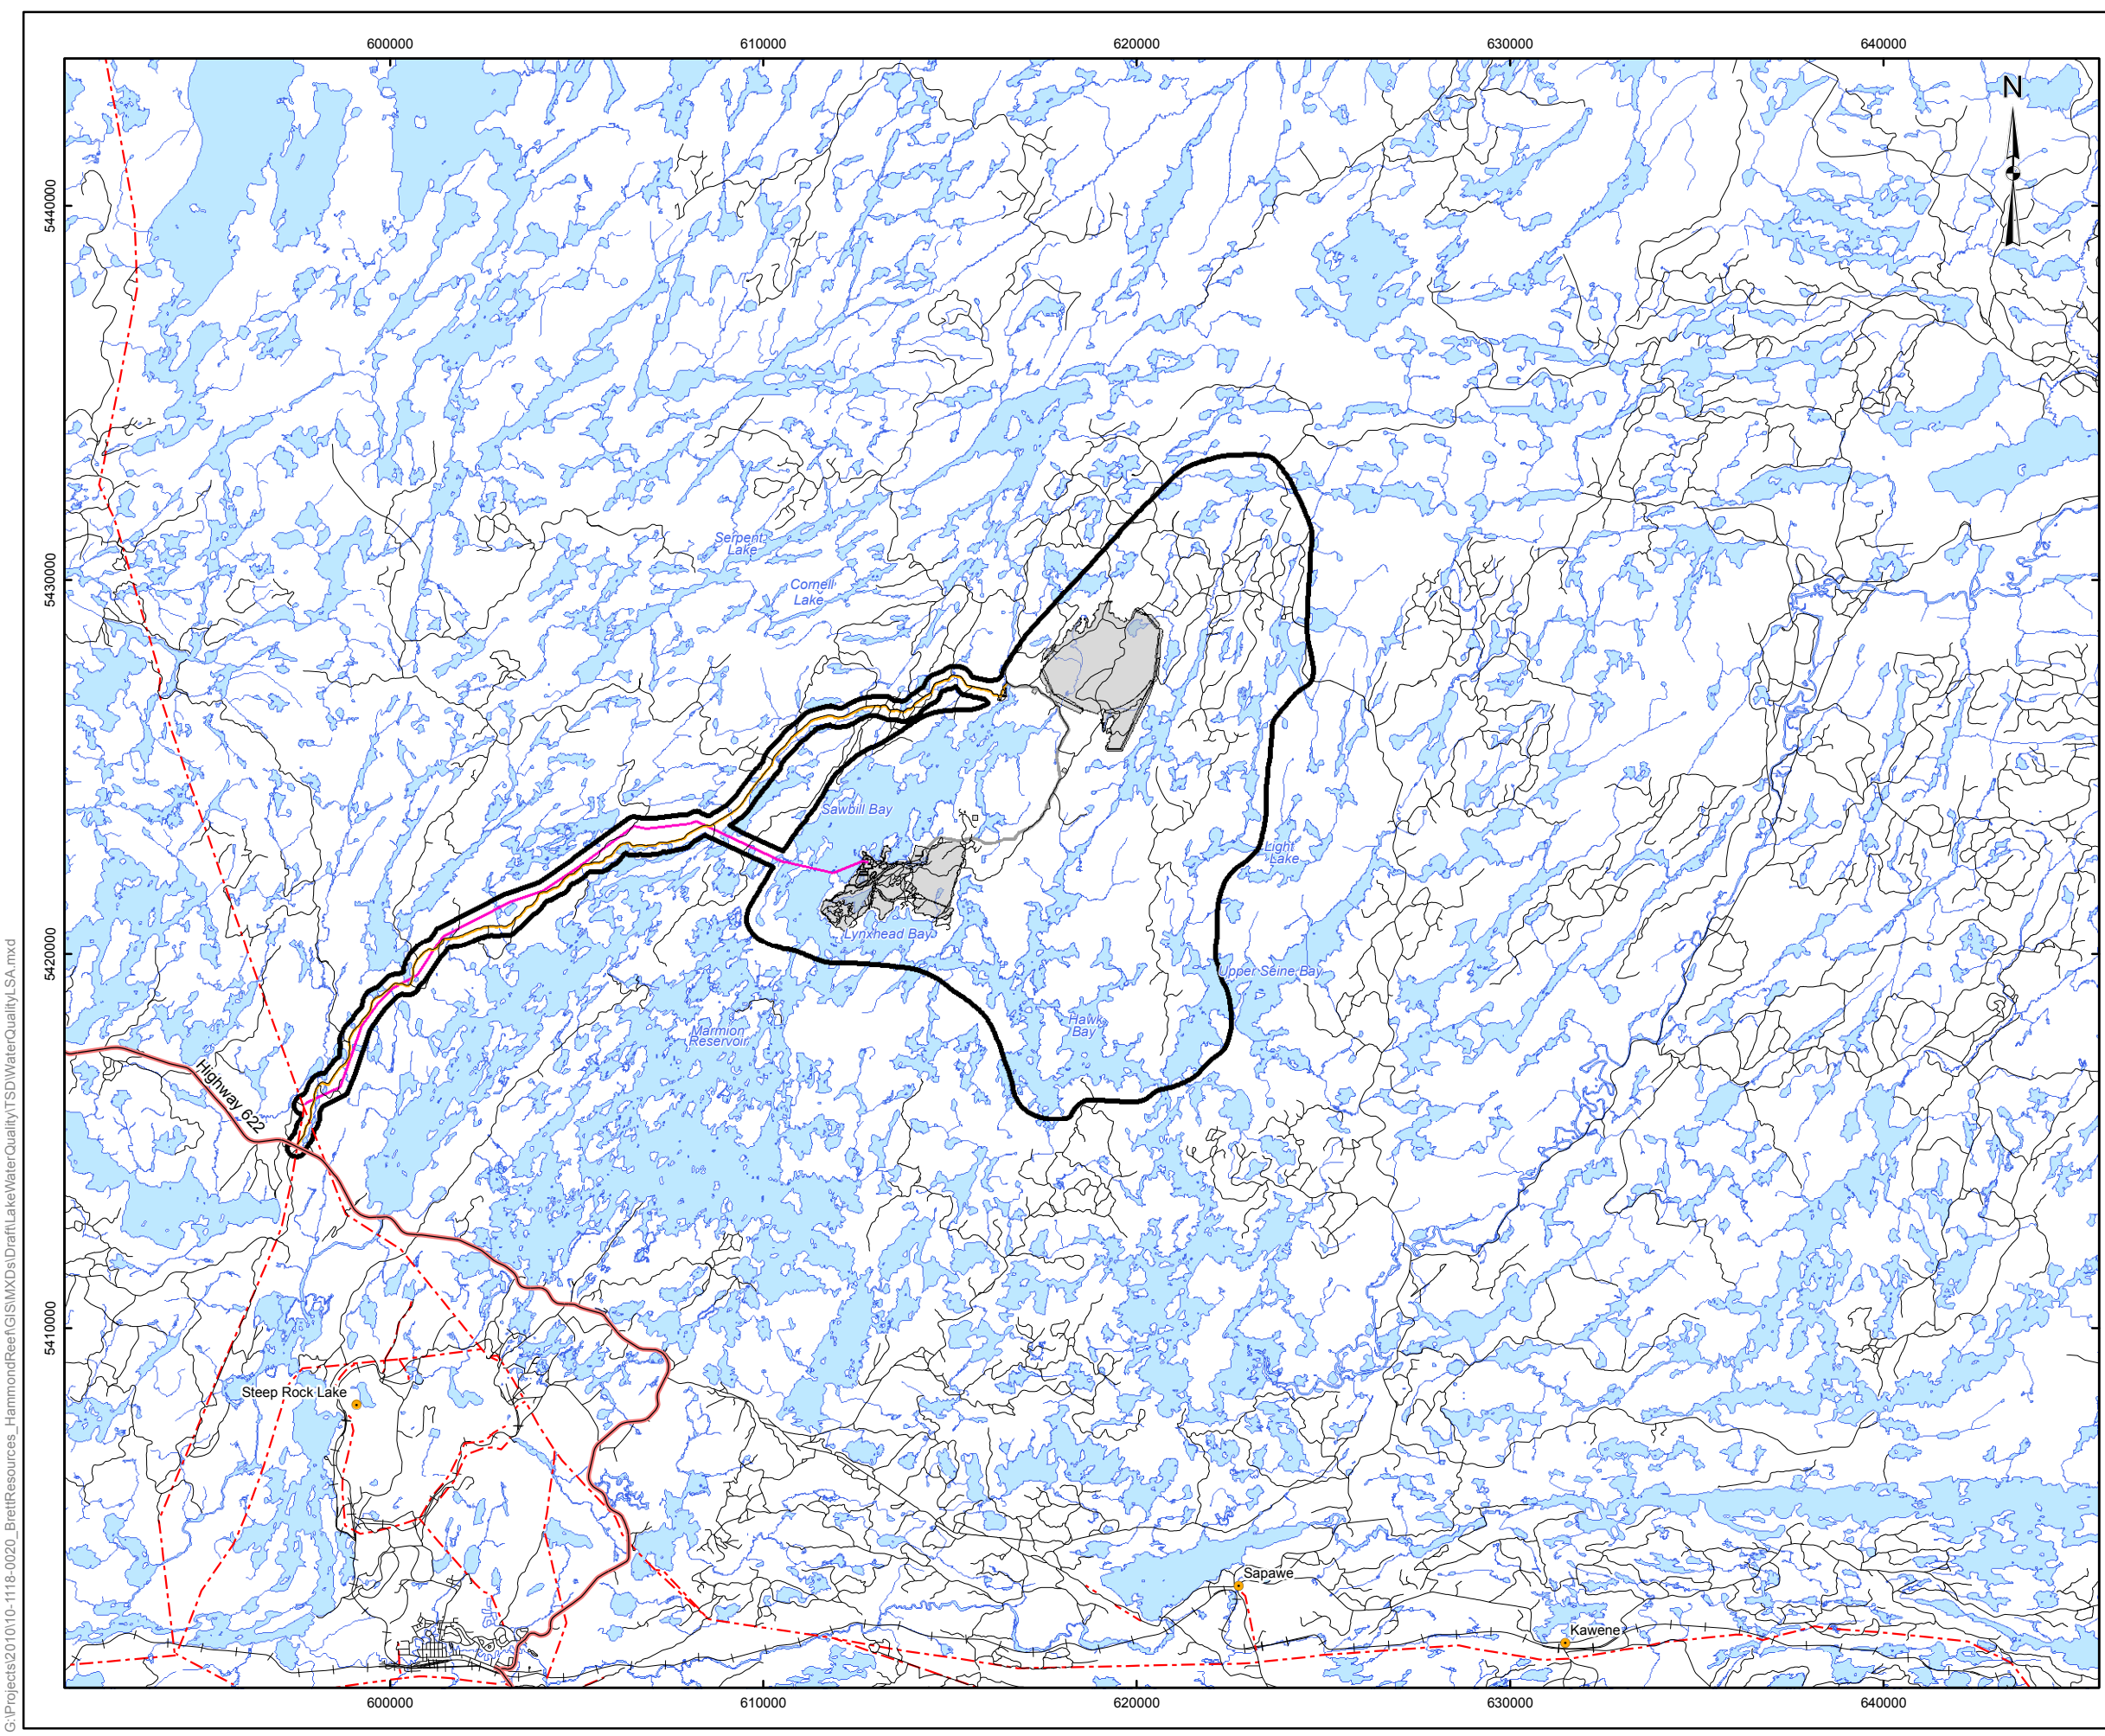 600000
610000
620000
630000
640000
N
5440000
5430000
5420000
5410000
Serpent
Lake
Cornell
Lake
Sawbill Bay
Light
Lake
Lynxhead Bay
Upper Seine Bay
Hawk
Bay
Marmion
Reservoir
Highway 622
Steep Rock Lake
Sapawe
Kawene
600000
610000
620000
630000
640000
G:\Projects\2010\10-1118-0020_BrettResources_HammondReef\GIS\MXDs\Draft\LakeWaterQuality\TSD\WaterQualityLSA.mxd